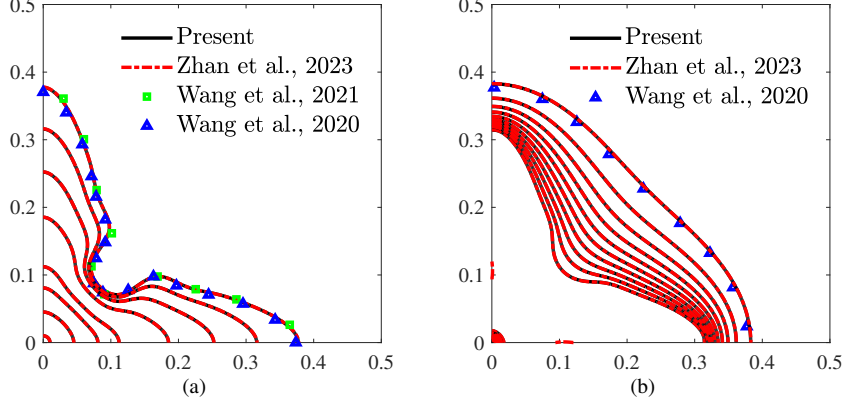 0.5
Present
Zhan et al., 2023
Wang et al., 2021
Wang et al., 2020
0.4
0.3
0.2
0.1
0
0 0.1 0.2 0.3 0.4 0.5
(a)
0.5
Present
Zhan et al., 2023
Wang et al., 2020
0.4
0.3
0.2
0.1
0
0 0.1 0.2 0.3 0.4 0.5
(b)